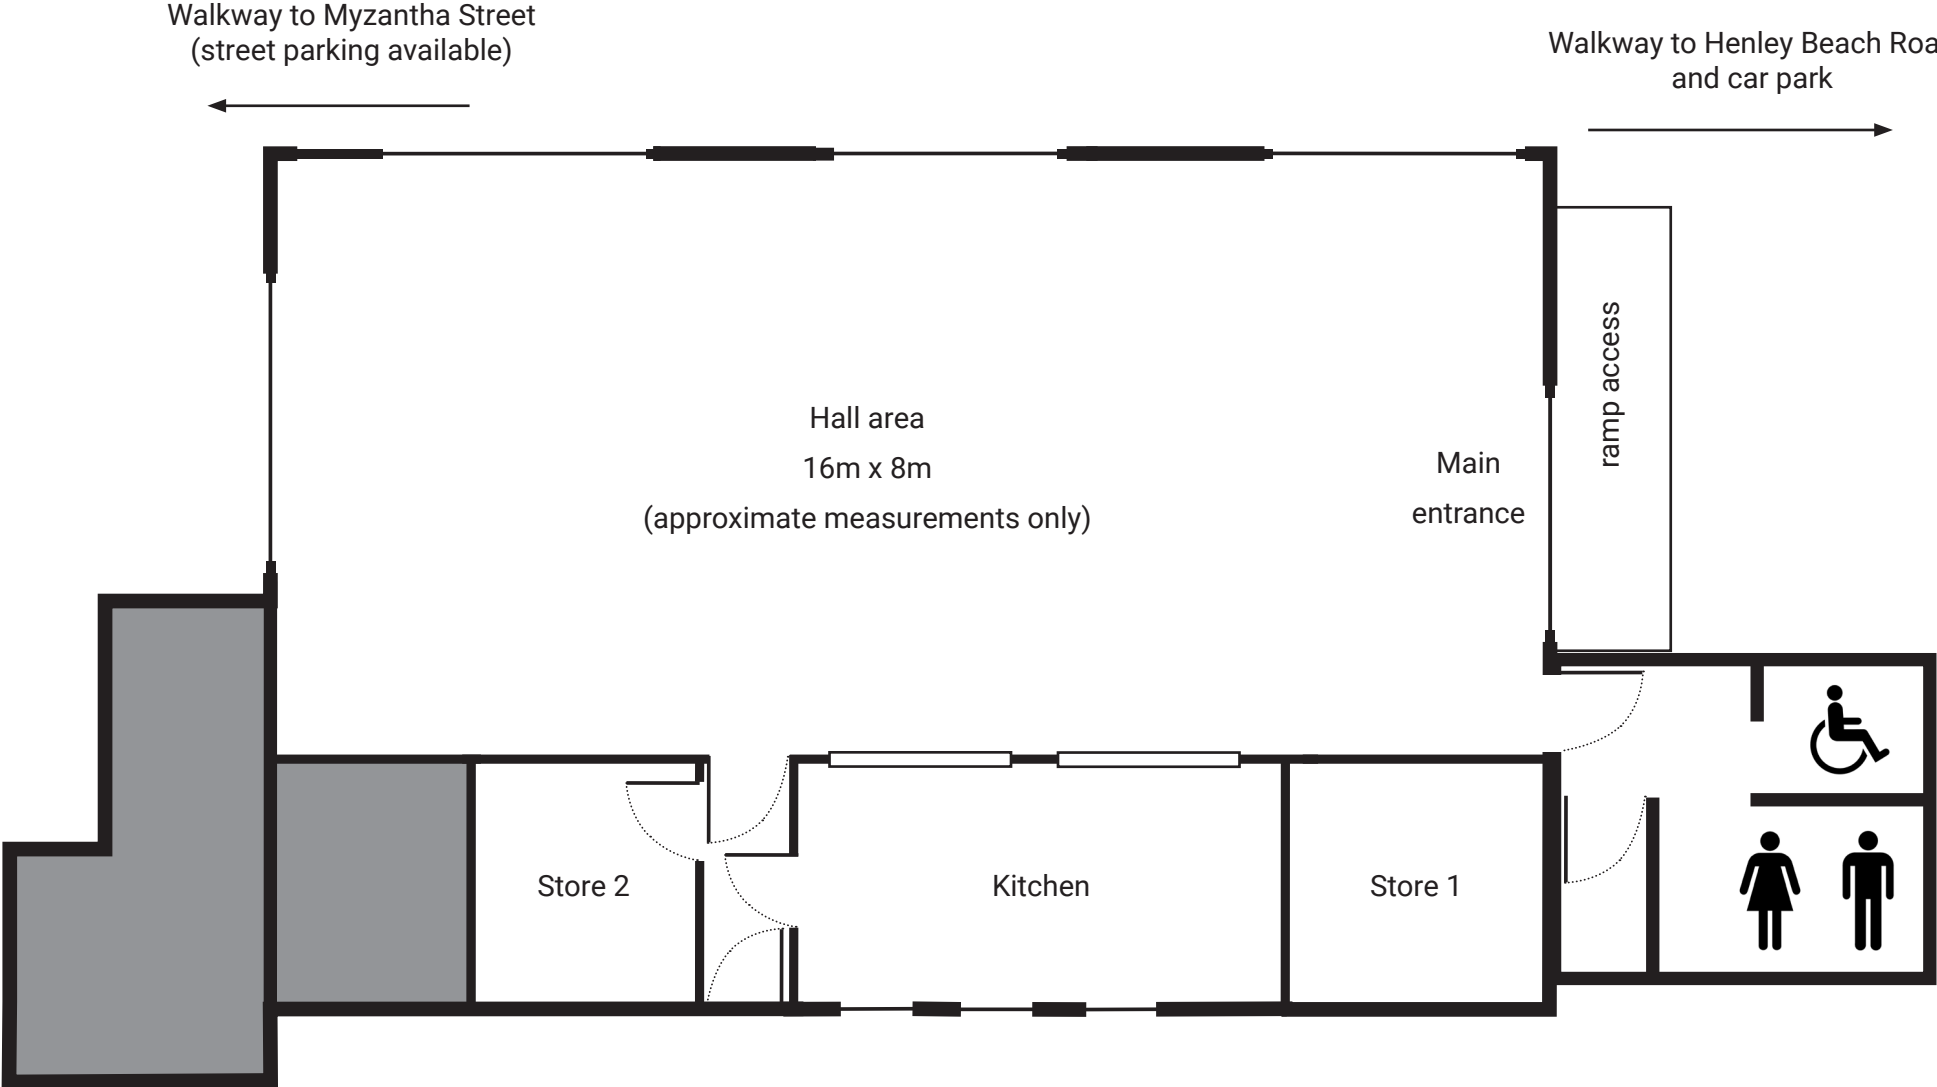 Walkway to Myzantha Street
(street parking available)
Walkway to Henley Beach Roa
and car park
ramp access
Hall area
16m x 8m
(approximate measurements only)
Main
entrance
Store 2
Kitchen
Store 1